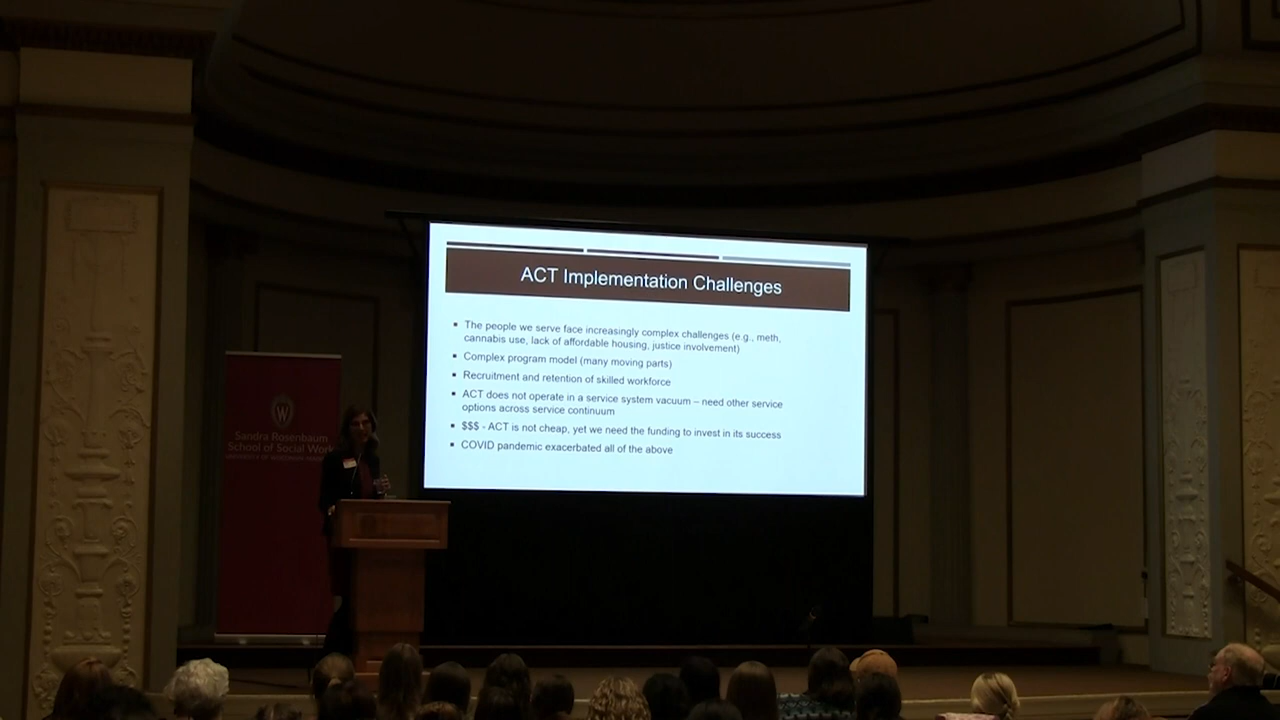 ACT Implementation Challenges
▪ The people we serve face increasingly complex challenges (e.g., meth,
cannabis use, lack of affordable housing, justice involvement)
▪ Complex program model (many moving parts)
▪ Recruitment and retention of skilled workforce
▪ ACT does not operate in a service system vacuum – need other service
options across service continuum
▪ $$$ - ACT is not cheap, yet we need the funding to invest in its success
▪ COVID pandemic exacerbated all of the above
W
Sandra Rosenbaum
School of Social Work
UNIVERSITY OF WISCONSIN